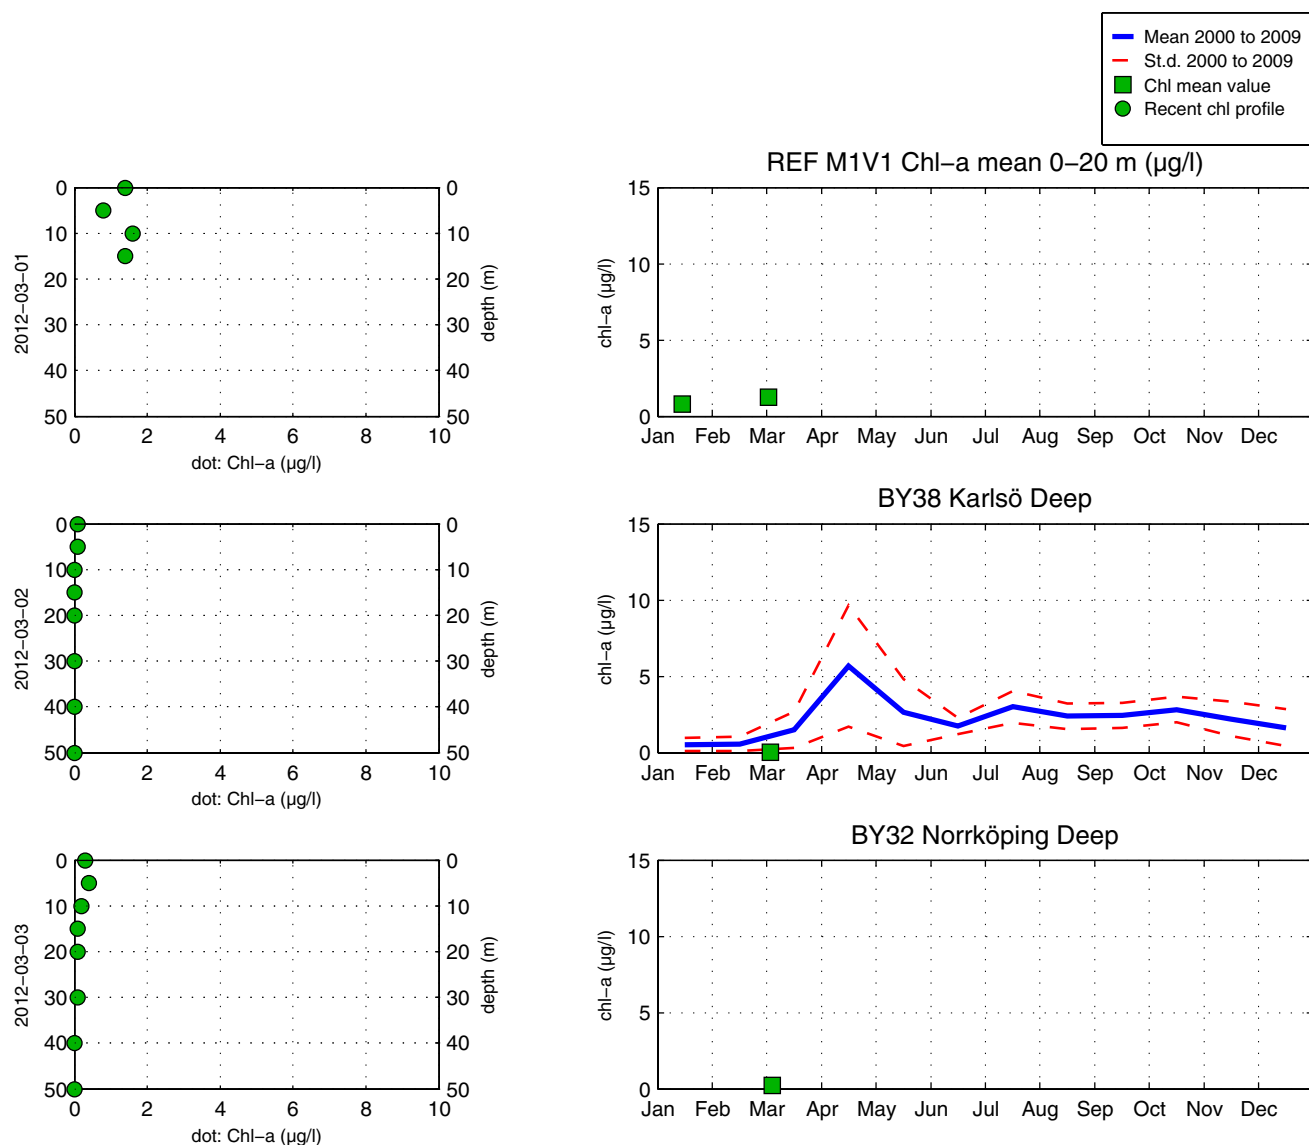 Mean 2000 to 2009
St.d. 2000 to 2009
Chl mean value
Recent chl profile
0
10
20
30
40
50
0
10
20
30
40
50
0 2 4 6 8 10
2012−03−01
depth (m)
dot: Chl−a (µg/l)
REF M1V1 Chl−a mean 0−20 m (µg/l)
15
10
5
0
chl−a (µg/l)
Jan Feb Mar Apr May Jun Jul Aug Sep Oct Nov Dec
0
10
20
30
40
50
0
10
20
30
40
50
0 2 4 6 8 10
2012−03−02
depth (m)
dot: Chl−a (µg/l)
BY38 Karlsö Deep
15
10
5
0
chl−a (µg/l)
Jan Feb Mar Apr May Jun Jul Aug Sep Oct Nov Dec
0
10
20
30
40
50
0
10
20
30
40
50
0 2 4 6 8 10
2012−03−03
depth (m)
dot: Chl−a (µg/l)
BY32 Norrköping Deep
15
10
5
0
chl−a (µg/l)
Jan Feb Mar Apr May Jun Jul Aug Sep Oct Nov Dec